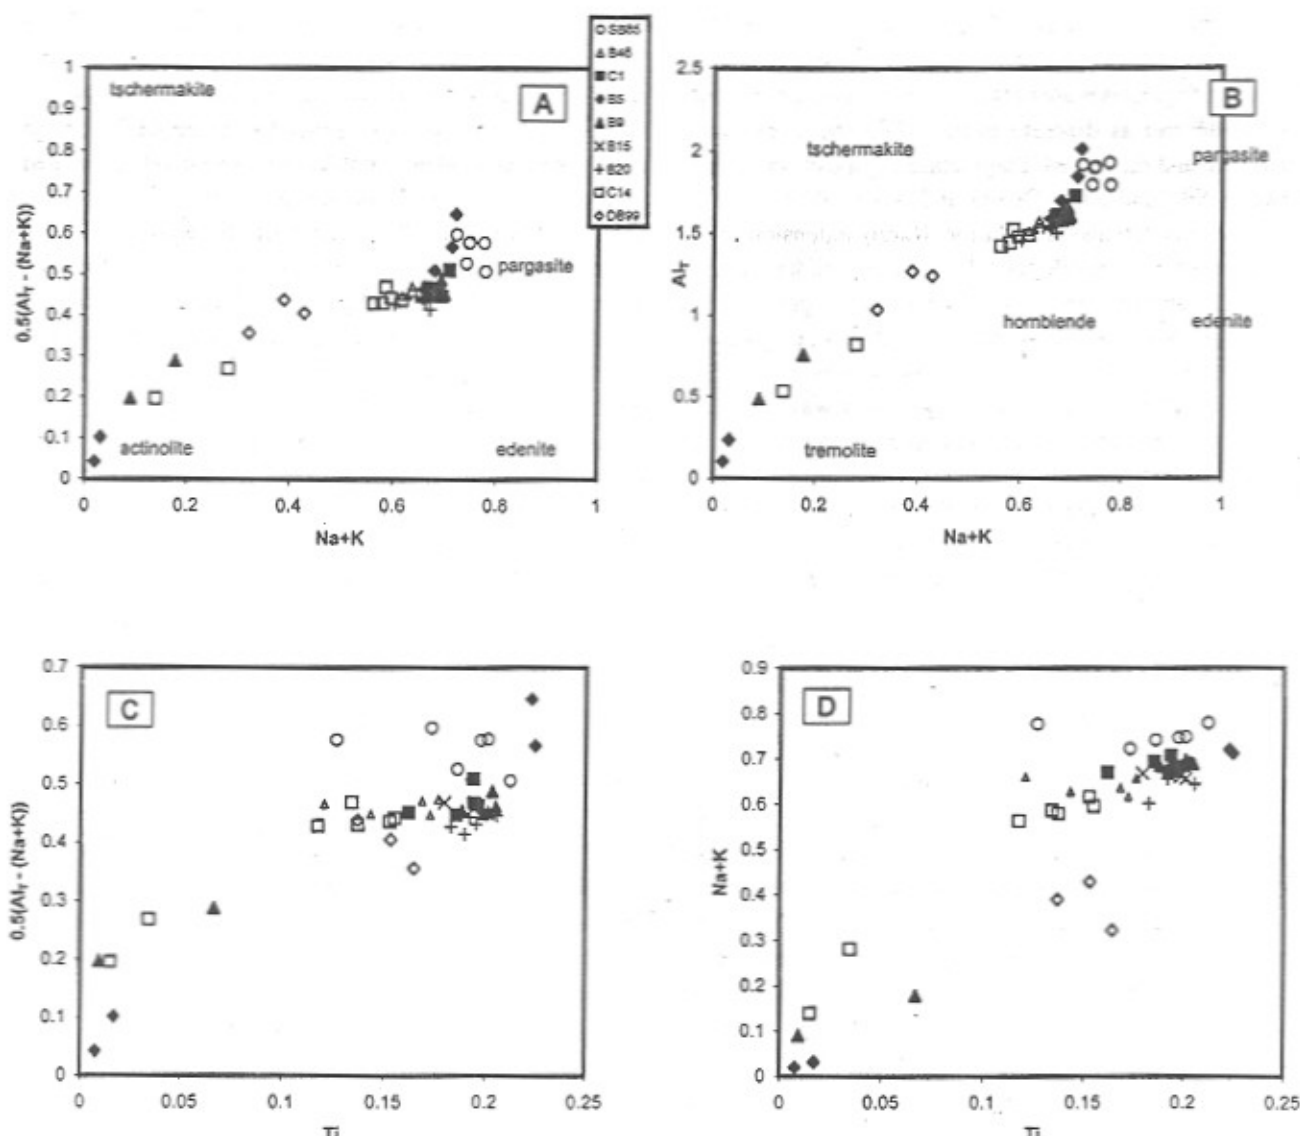 SB65
B46
C1
B5
B9
B15
B20
C14
DB99
1
0.9
0.8
0.7
0.6
0.5
0.4
0.3
0.2
0.1
0
0.5(AlT - (Na+K))
tschermakite
A
pargasite
actinolite
edenite
0
0.2
0.4
0.6
0.8
1
Na+K
2.5
2
1.5
1
0.5
0
AlT
B
tschermakite
pargasite
hornblende
edenite
tremolite
0
0.2
0.4
0.6
0.8
1
Na+K
0.7
0.6
0.5
0.4
0.3
0.2
0.1
0
0.5(AlT - (Na+K))
C
0
0.05
0.1
0.15
0.2
0.25
Ti
0.9
0.8
0.7
0.6
0.5
0.4
0.3
0.2
0.1
0
Na+K
D
0
0.05
0.1
0.15
0.2
0.25
Ti